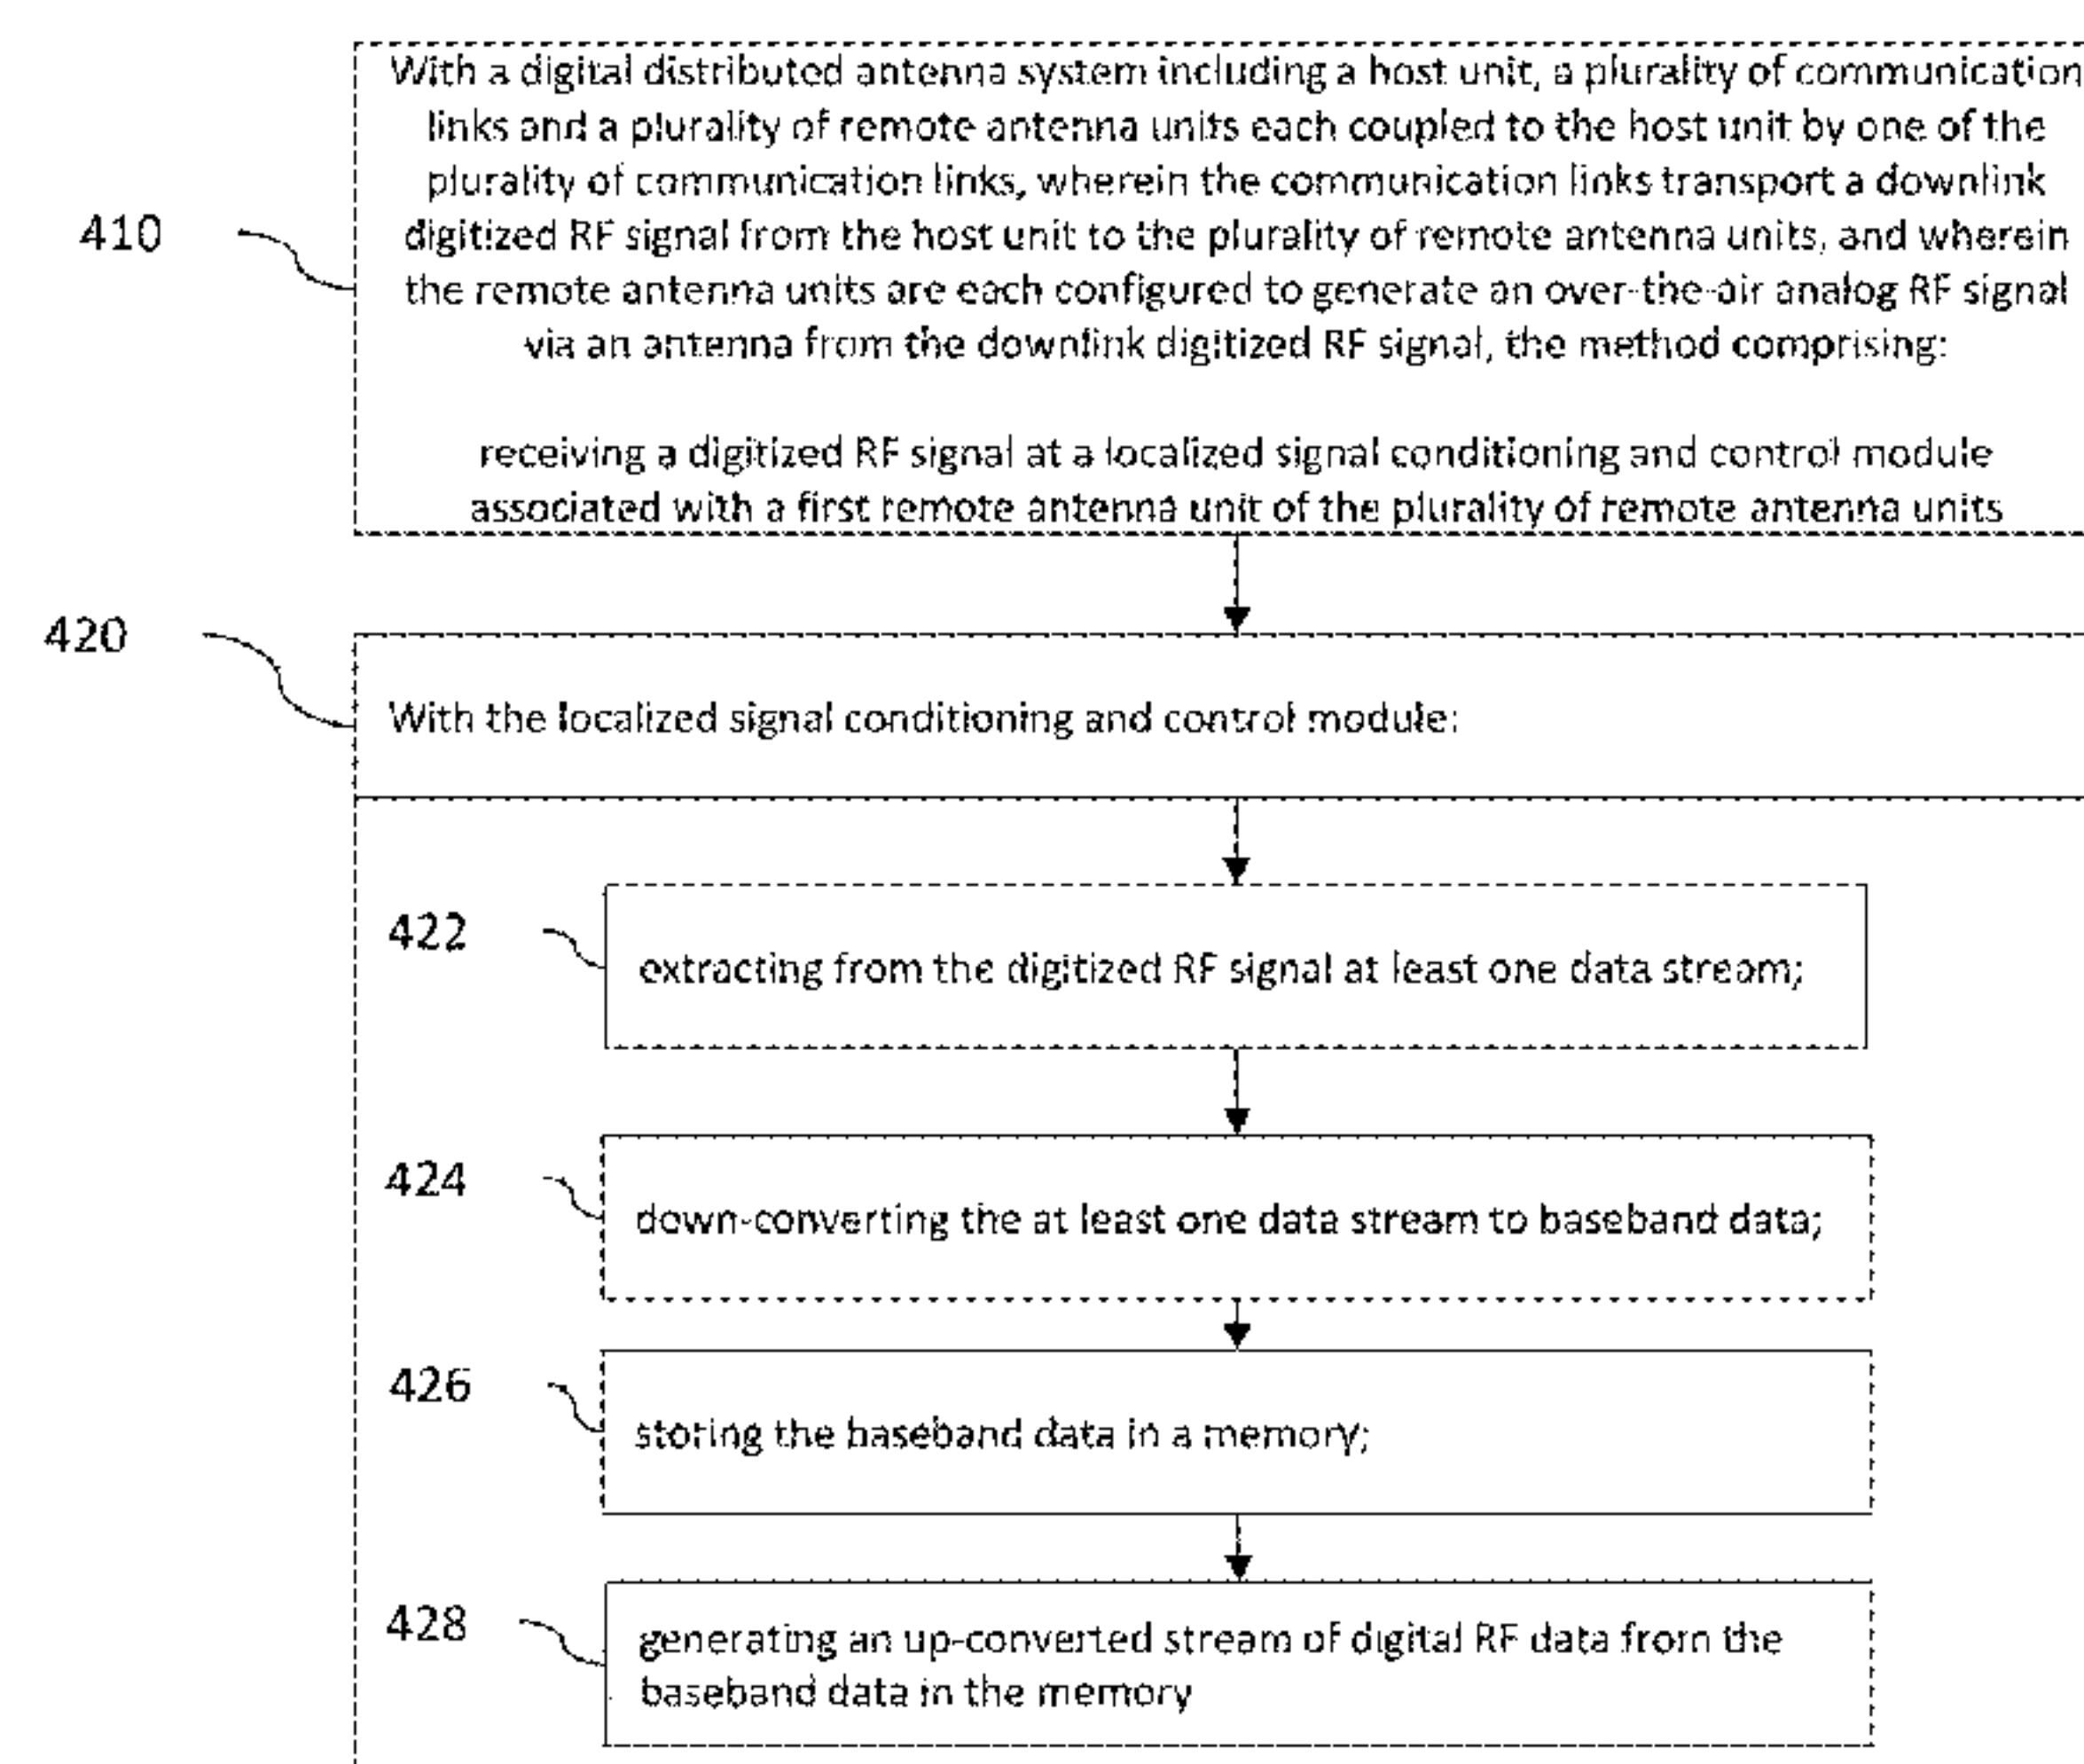 With a digital distributed antenna system including a host unit, a plurality of communication
links and a plurality of remote antenna units each coupled to the host unit by one of the
plurality of communication links, wherein the communication links transport a downlink
410
digitized RF signal from the host unit to the plurality of remote antenna units, and wherein
the remote antenna units are each configured to generate an over-the-air analog RF signal
via an antenna from the downlink digitized RF signal, the method comprising:
receiving a digitized RF signal at a localized signal conditioning and control module
associated with a first remote antenna unit of the plurality of remote antenna units
420
With the localized signal conditioning and control module:
422
extracting from the digitized RF signal at least one data stream;
424
down-converting the at least one data stream to baseband data;
426
storing the baseband data in a memory;
428
generating an up-converted stream of digital RF data from the
baseband data in the memory